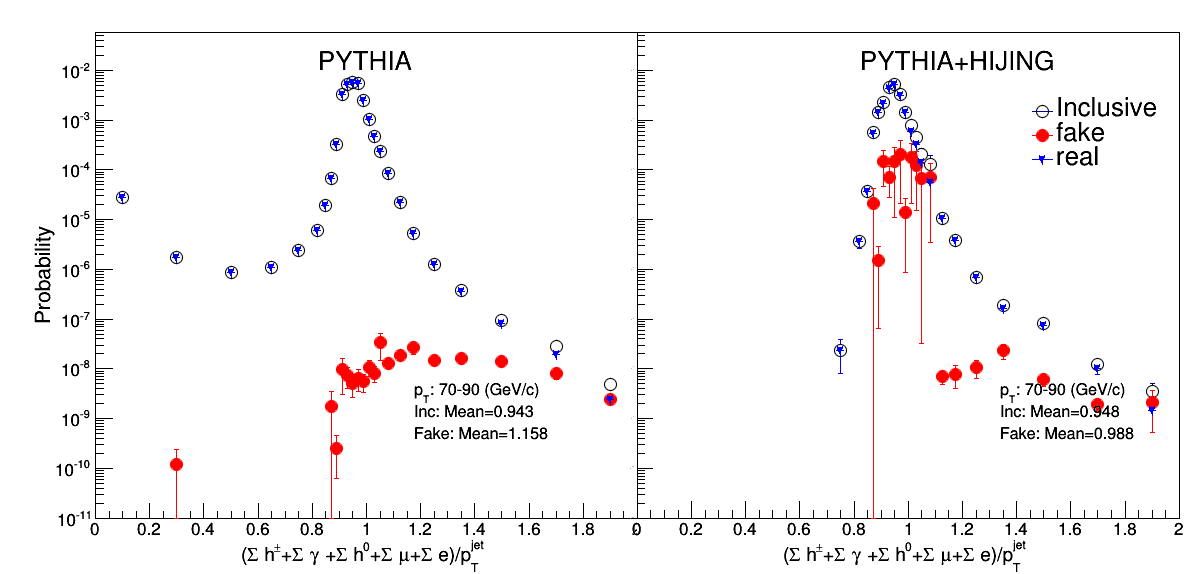 PYTHIA
PYTHIA+HIJING
Inclusive
fake
real
Probability
10⁻²
10⁻³
10⁻⁴
10⁻⁵
10⁻⁶
10⁻⁷
10⁻⁸
10⁻⁹
10⁻¹⁰
10⁻¹¹
p_T: 70-90 (GeV/c)
Inc: Mean=0.943
Fake: Mean=1.158
p_T: 70-90 (GeV/c)
Inc: Mean=0.948
Fake: Mean=0.988
0 0.2 0.4 0.6 0.8 1 1.2 1.4 1.6 1.8 2
0 0.2 0.4 0.6 0.8 1 1.2 1.4 1.6 1.8 2
(Σ h^±+Σ γ +Σ h⁰+Σ μ+Σ e)/p_T^jet
(Σ h^±+Σ γ +Σ h⁰+Σ μ+Σ e)/p_T^jet